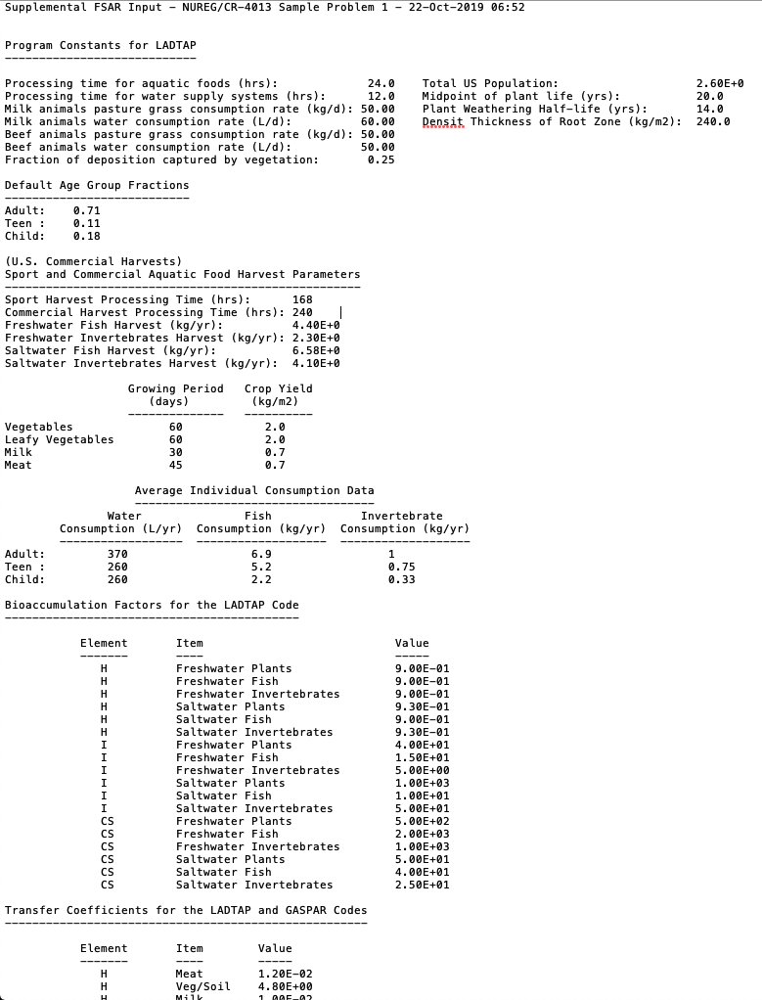 Supplemental FSAR Input - NUREG/CR-4013 Sample Problem 1 - 22-Oct-2019 06:52
Program Constants for LADTAP
----------------------------
Processing time for aquatic foods (hrs): 24.0 Total US Population: 2.60E+0
Processing time for water supply systems (hrs): 12.0 Midpoint of plant life (yrs): 20.0
Milk animals pasture grass consumption rate (kg/d): 50.00 Plant Weathering Half-life (yrs): 14.0
Milk animals water consumption rate (L/d): 60.00 Densit Thickness of Root Zone (kg/m2): 240.0
Beef animals pasture grass consumption rate (kg/d): 50.00
Beef animals water consumption rate (L/d): 50.00
Fraction of deposition captured by vegetation: 0.25
Default Age Group Fractions
---------------------------
Adult: 0.71
Teen : 0.11
Child: 0.18
(U.S. Commercial Harvests)
Sport and Commercial Aquatic Food Harvest Parameters
----------------------------------------------------
Sport Harvest Processing Time (hrs): 168
Commercial Harvest Processing Time (hrs): 240
Freshwater Fish Harvest (kg/yr): 4.40E+0
Freshwater Invertebrates Harvest (kg/yr): 2.30E+0
Saltwater Fish Harvest (kg/yr): 6.58E+0
Saltwater Invertebrates Harvest (kg/yr): 4.10E+0
Growing Period Crop Yield
(days) (kg/m2)
-------------- ----------
Vegetables 60 2.0
Leafy Vegetables 60 2.0
Milk 30 0.7
Meat 45 0.7
Average Individual Consumption Data
-----------------------------------
Water Fish Invertebrate
Consumption (L/yr) Consumption (kg/yr) Consumption (kg/yr)
------------------ ------------------- -------------------
Adult: 370 6.9 1
Teen : 260 5.2 0.75
Child: 260 2.2 0.33
Bioaccumulation Factors for the LADTAP Code
-------------------------------------------
Element Item Value
------- ---- -----
H Freshwater Plants 9.00E-01
H Freshwater Fish 9.00E-01
H Freshwater Invertebrates 9.00E-01
H Saltwater Plants 9.30E-01
H Saltwater Fish 9.00E-01
H Saltwater Invertebrates 9.30E-01
I Freshwater Plants 4.00E+01
I Freshwater Fish 1.50E+01
I Freshwater Invertebrates 5.00E+00
I Saltwater Plants 1.00E+03
I Saltwater Fish 1.00E+01
I Saltwater Invertebrates 5.00E+01
CS Freshwater Plants 5.00E+02
CS Freshwater Fish 2.00E+03
CS Freshwater Invertebrates 1.00E+03
CS Saltwater Plants 5.00E+01
CS Saltwater Fish 4.00E+01
CS Saltwater Invertebrates 2.50E+01
Transfer Coefficients for the LADTAP and GASPAR Codes
-----------------------------------------------------
Element Item Value
------- ---- -----
H Meat 1.20E-02
H Veg/Soil 4.80E+00
H Milk 1.00E-02